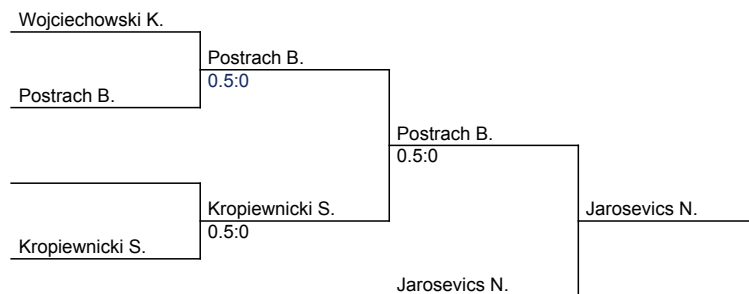 Wojciechowski K.
Postrach B.
0.5:0
Postrach B.
Postrach B.
0.5:0
Kropiewnicki S.
0.5:0
Jarosevics N.
Kropiewnicki S.
Jarosevics N.